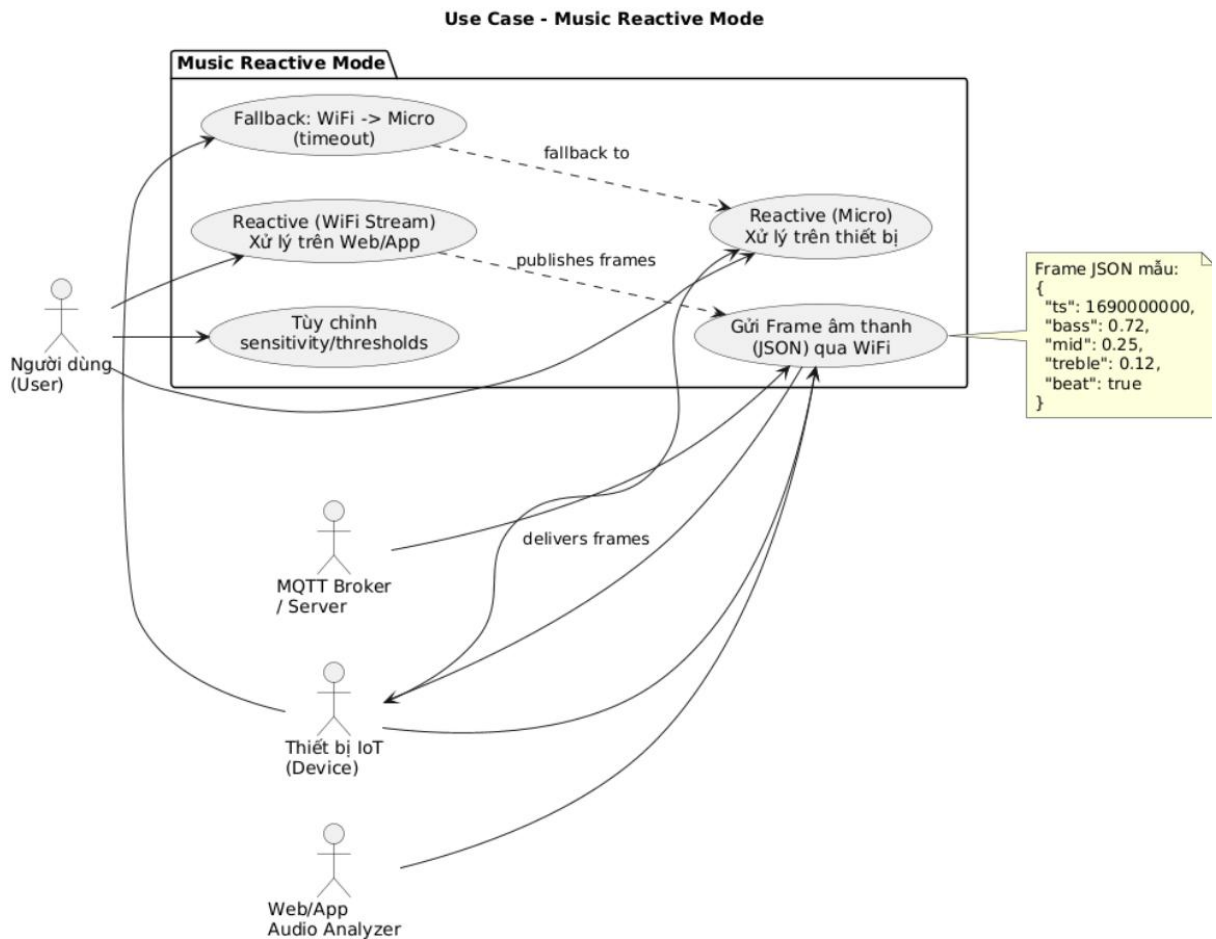 Use Case - Music Reactive Mode
Music Reactive Mode
Fallback: WiFi -> Micro
(timeout)
fallback to
Reactive (WiFi Stream)
Xử lý trên Web/App
Reactive (Micro)
Xử lý trên thiết bị
publishes frames
Tùy chỉnh
sensitivity/thresholds
Gửi Frame âm thanh
(JSON) qua WiFi
Frame JSON mẫu:
{
"ts": 1690000000,
"bass": 0.72,
"mid": 0.25,
"treble": 0.12,
"beat": true
}
Người dùng
(User)
delivers frames
MQTT Broker
/ Server
Thiết bị IoT
(Device)
Web/App
Audio Analyzer